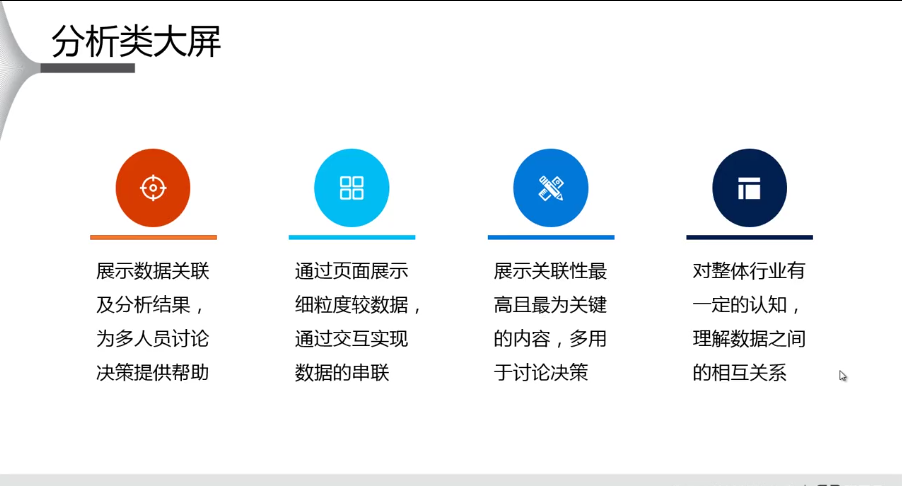 分析类大屏
展示数据关联
及分析结果，
为多人员讨论
决策提供帮助
通过页面展示
细粒度较数据，
通过交互实现
数据的串联
展示关联性最
高且最为关键
的内容，多用
于讨论决策
对整体行业有
一定的认知，
理解数据之间
的相互关系